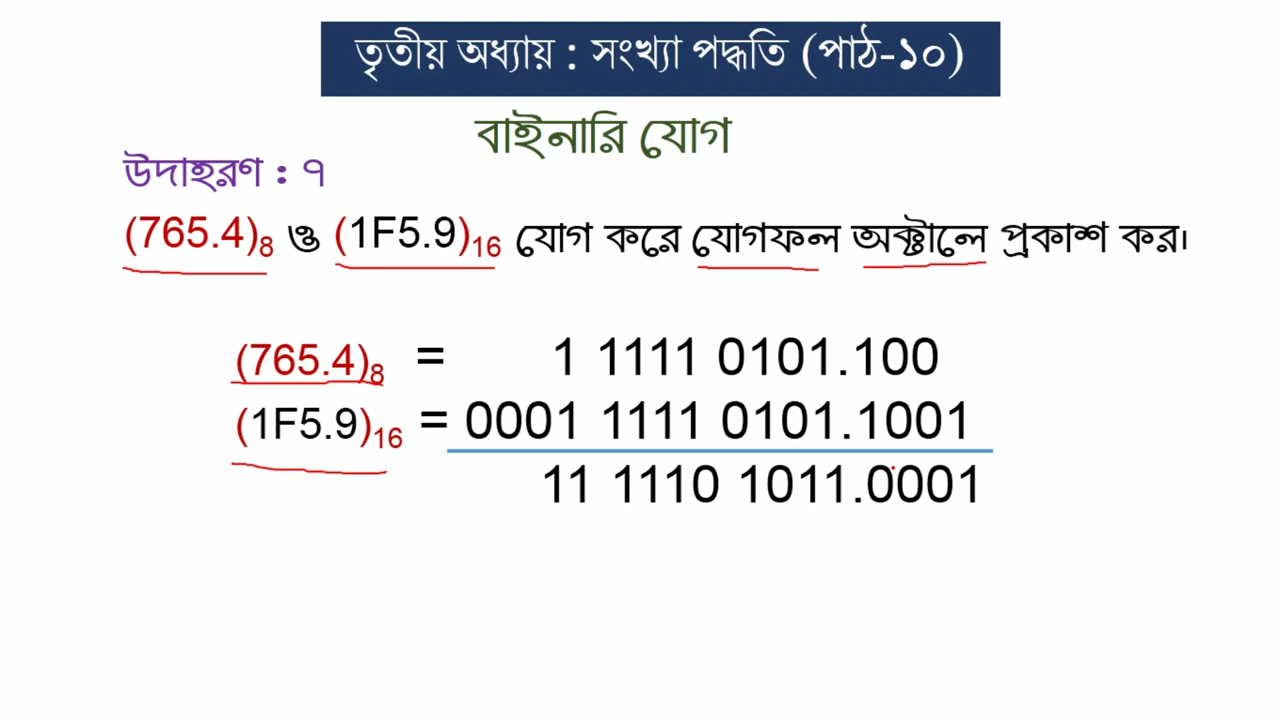 তৃতীয় অধ্যায় : সংখ্যা পদ্ধতি (পাঠ-১০)
বাইনারি যোগ
উদাহরণ : ৭
(765.4)8 ও (1F5.9)16 যোগ করে যোগফল অক্টালে প্রকাশ কর।
(765.4)8 = 1 1111 0101.100
(1F5.9)16 = 0001 1111 0101.1001
11 1110 1011.0001